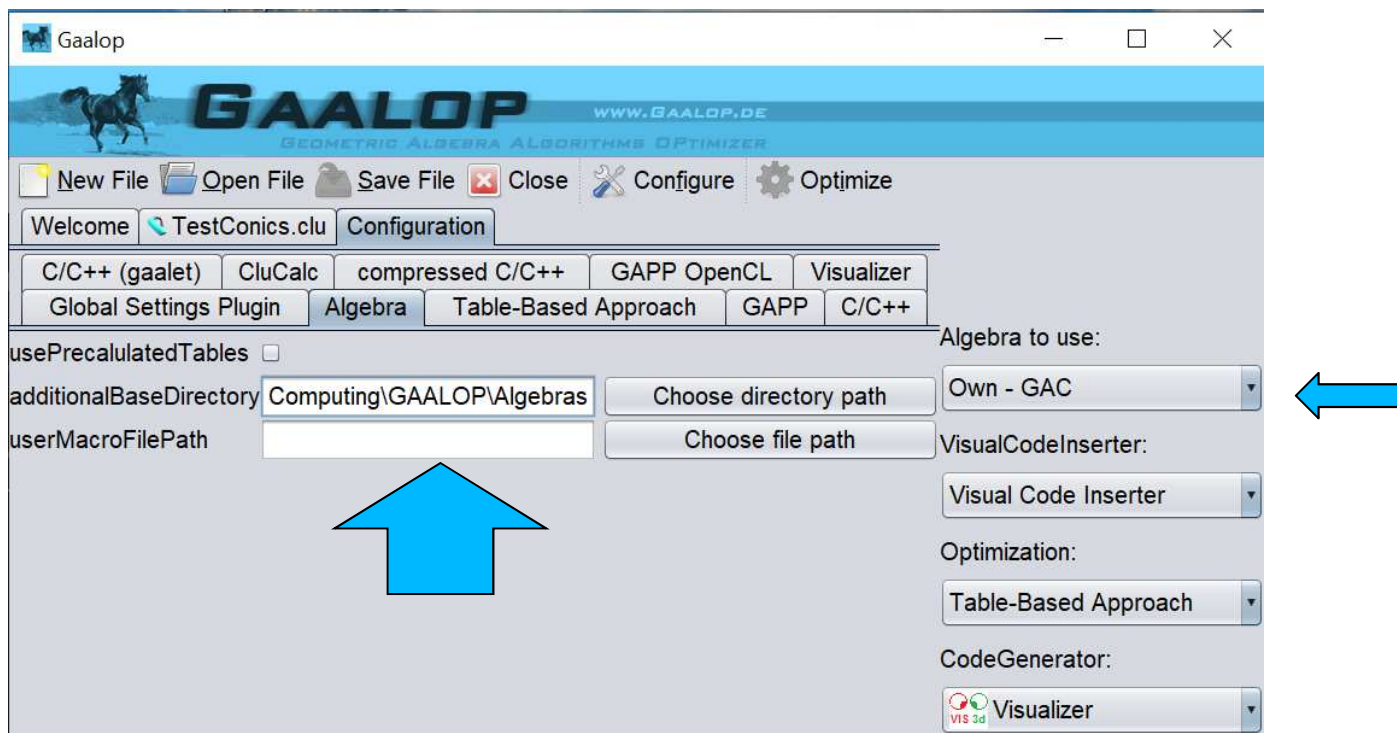 Gaalop
GAALOP WWW.GAALOP.DE
GEOMETRIC ALGEBRA ALGORITHMS OPTIMIZER
New File Open File Save File Close Configure Optimize
Welcome TestConics.clu Configuration
C/C++ (gaalet) CluCalc compressed C/C++ GAPP OpenCL Visualizer
Global Settings Plugin Algebra Table-Based Approach GAPP C/C++
usePrecalulatedTables
additionalBaseDirectory Computing\GAALOP\Algebras Choose directory path
userMacroFilePath Choose file path
Algebra to use:
Own - GAC
VisualCodeInserter:
Visual Code Inserter
Optimization:
Table-Based Approach
CodeGenerator:
VIS 3d Visualizer